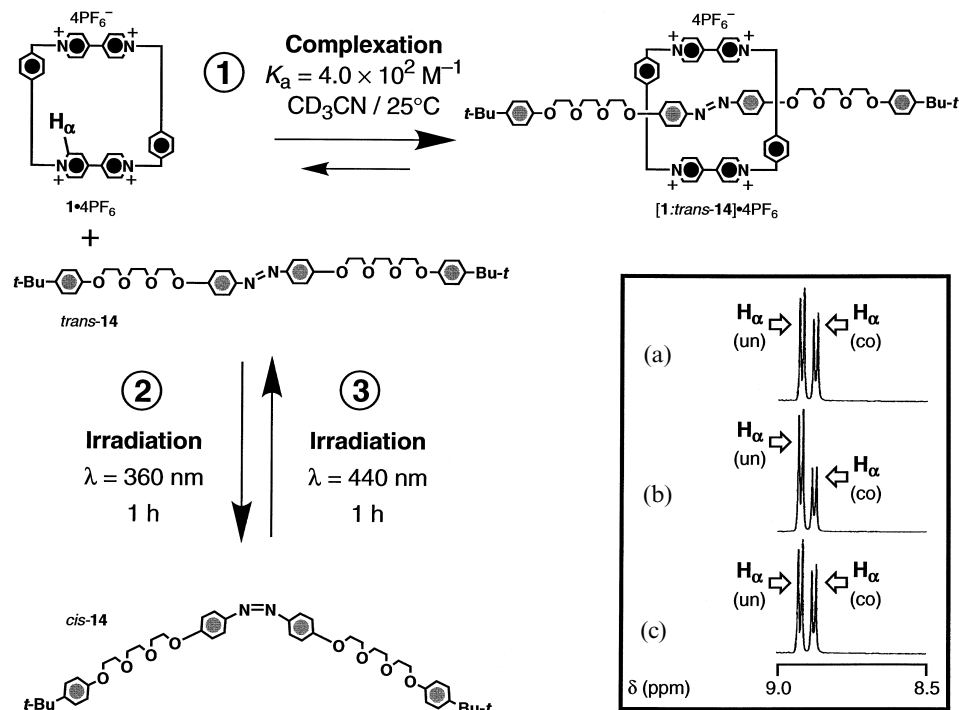 4PF6−
+ +
N N
Hα
N N
+ +
1•4PF6
①
Complexation
Ka = 4.0 × 10² M⁻¹
CD3CN / 25°C
4PF6−
+ +
N N
t-Bu O O O O N=N O O O O Bu-t
N N
+ +
[1:trans-14]•4PF6
+
t-Bu O O O O N=N O O O O Bu-t
trans-14
②
Irradiation
λ = 360 nm
1 h
③
Irradiation
λ = 440 nm
1 h
cis-14
N=N
O O O O O O O O
t-Bu Bu-t
(a)
Hα
(un)
Hα
(co)
(b)
Hα
(un)
Hα
(co)
(c)
Hα
(un)
Hα
(co)
δ (ppm) 9.0 8.5